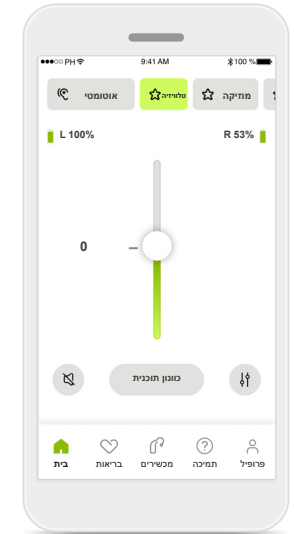 ●●●○○ PH 9:41 AM 100 %
אוטומטי טלוויזיה מוזיקה
L 100% R 53%
0
כוונון תוכנית
בית בריאות מכשירים תמיכה פרופיל